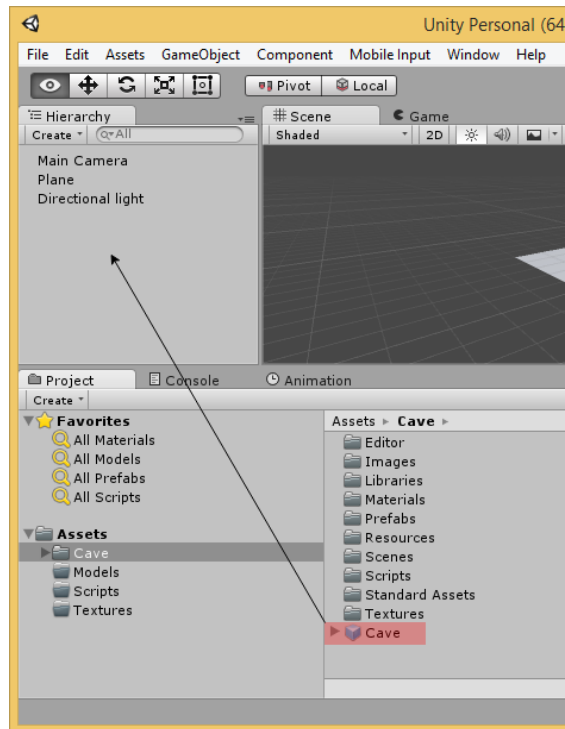 Unity Personal (64
File Edit Assets GameObject Component Mobile Input Window Help
Pivot Local
Hierarchy
Create All
Main Camera
Plane
Directional light
Scene Game
Shaded 2D
Project Console Animation
Create
Favorites
All Materials
All Models
All Prefabs
All Scripts
Assets
Cave
Models
Scripts
Textures
Assets Cave
Editor
Images
Libraries
Materials
Prefabs
Resources
Scenes
Scripts
Standard Assets
Textures
Cave